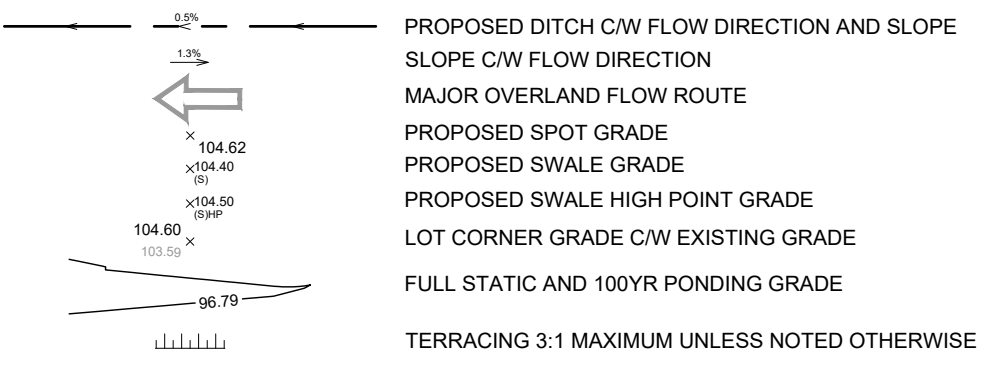 0.5%
PROPOSED DITCH C/W FLOW DIRECTION AND SLOPE
1.3%
SLOPE C/W FLOW DIRECTION
MAJOR OVERLAND FLOW ROUTE
104.62
PROPOSED SPOT GRADE
104.40
(S)
PROPOSED SWALE GRADE
104.50
(S)HP
PROPOSED SWALE HIGH POINT GRADE
104.60
103.59
LOT CORNER GRADE C/W EXISTING GRADE
96.79
FULL STATIC AND 100YR PONDING GRADE
TERRACING 3:1 MAXIMUM UNLESS NOTED OTHERWISE